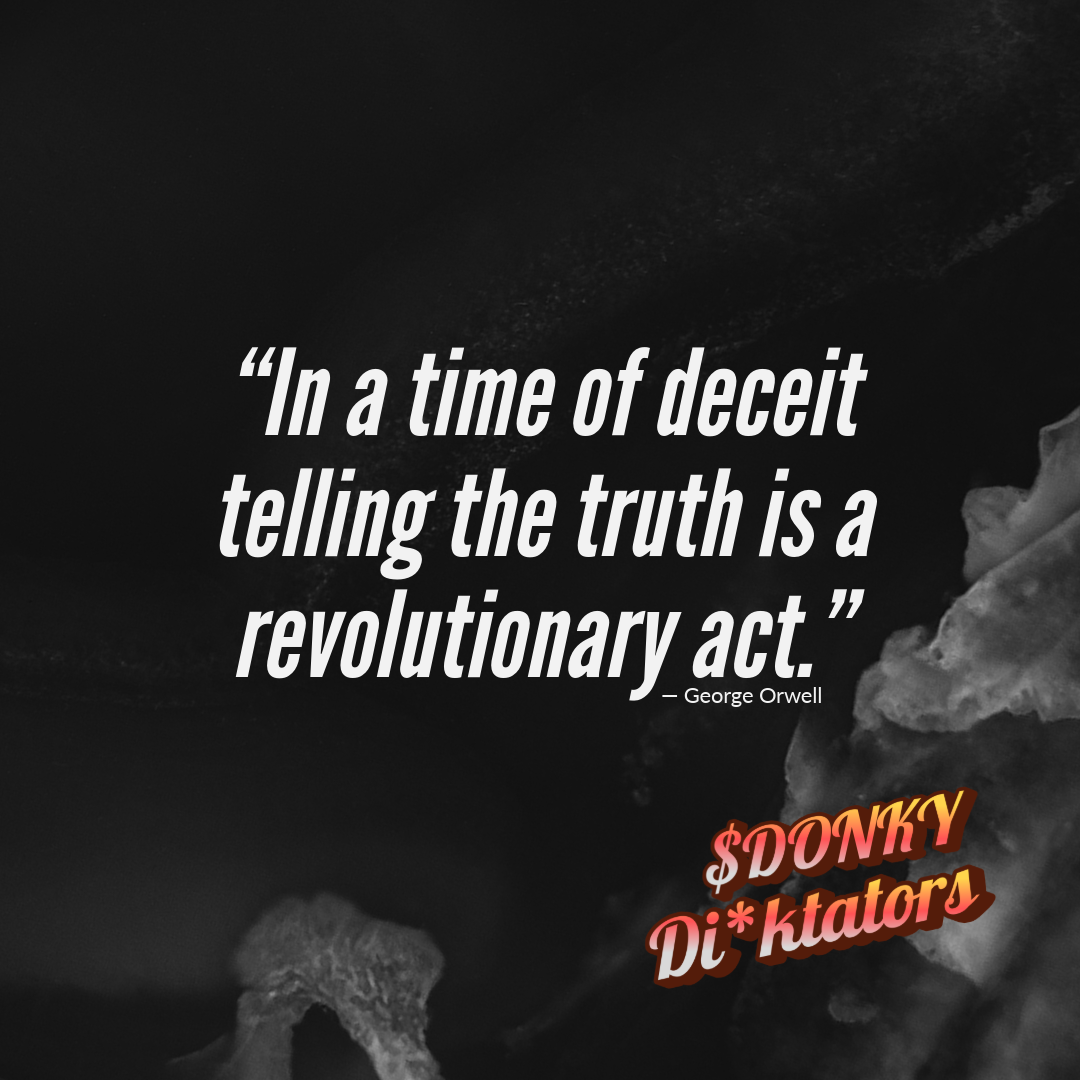 “In a time of deceit
telling the truth is a
revolutionary act.”
– George Orwell
$DONKY
Di*ktators